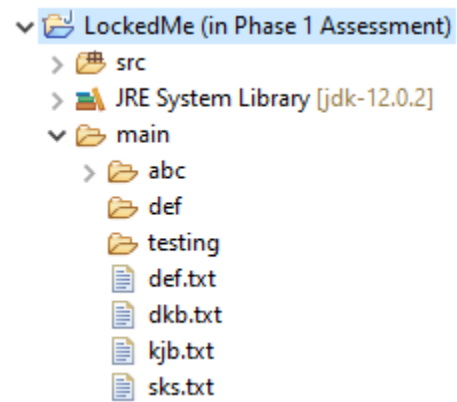 LockedMe (in Phase 1 Assessment)
src
JRE System Library [jdk-12.0.2]
main
abc
def
testing
def.txt
dkb.txt
kjb.txt
sks.txt